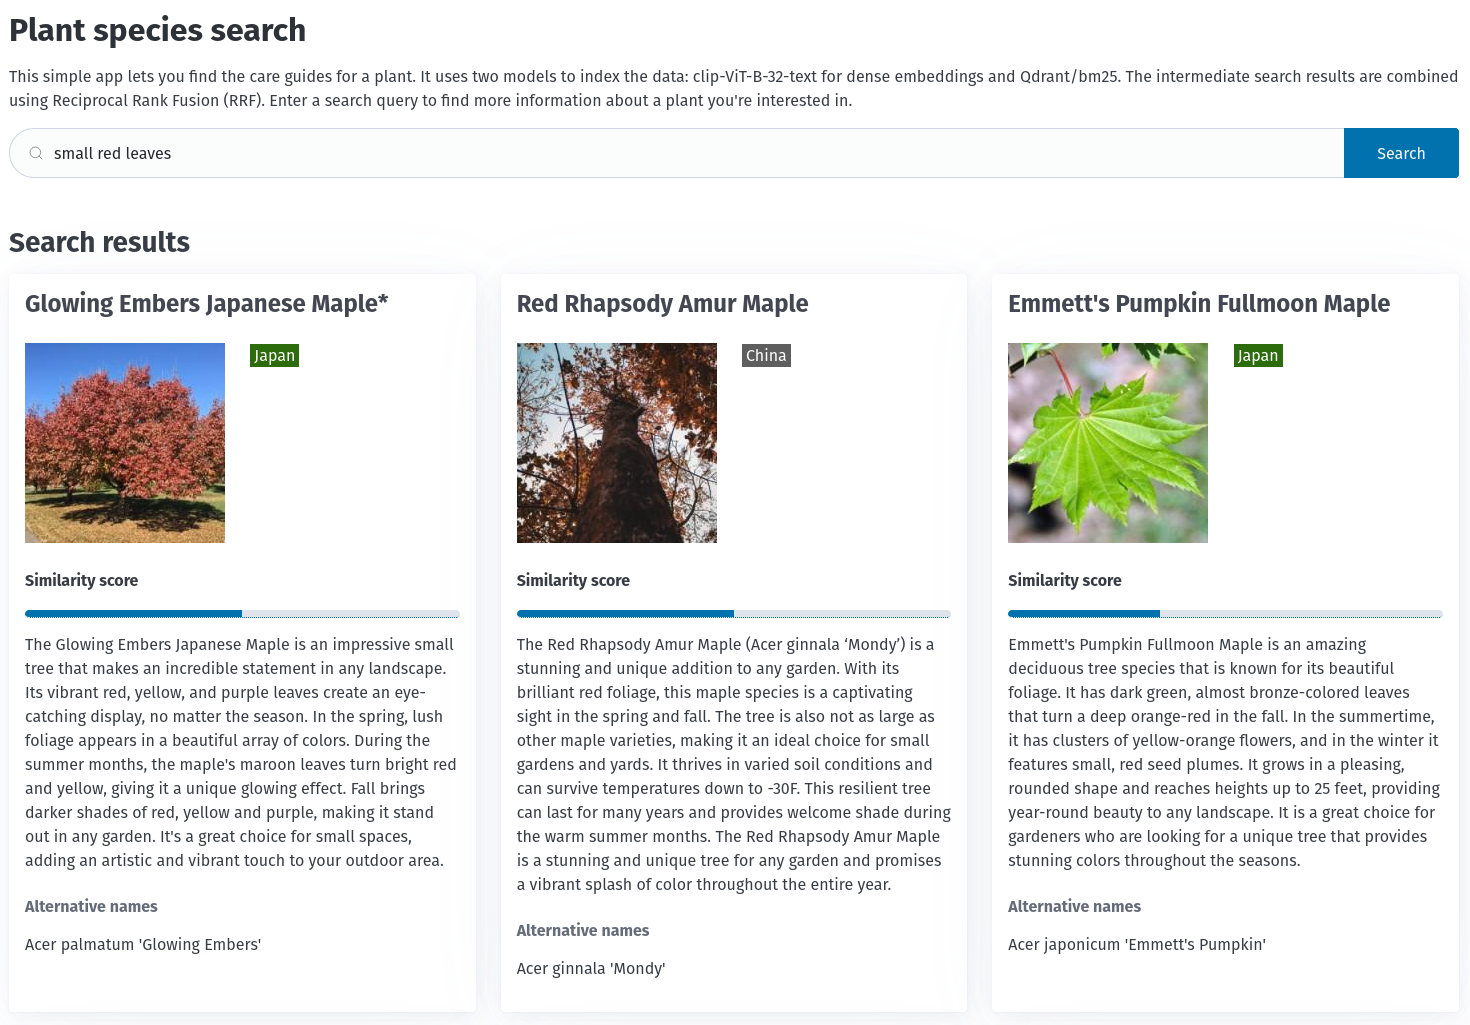 Plant species search
This simple app lets you find the care guides for a plant. It uses two models to index the data: clip-ViT-B-32-text for dense embeddings and Qdrant/bm25. The intermediate search results are combined
using Reciprocal Rank Fusion (RRF). Enter a search query to find more information about a plant you're interested in.
small red leaves
Search
Search results
Glowing Embers Japanese Maple*
Japan
Similarity score
The Glowing Embers Japanese Maple is an impressive small
tree that makes an incredible statement in any landscape.
Its vibrant red, yellow, and purple leaves create an eye-
catching display, no matter the season. In the spring, lush
foliage appears in a beautiful array of colors. During the
summer months, the maple's maroon leaves turn bright red
and yellow, giving it a unique glowing effect. Fall brings
darker shades of red, yellow and purple, making it stand
out in any garden. It's a great choice for small spaces,
adding an artistic and vibrant touch to your outdoor area.
Alternative names
Acer palmatum 'Glowing Embers'
Red Rhapsody Amur Maple
China
Similarity score
The Red Rhapsody Amur Maple (Acer ginnala ‘Mondy’) is a
stunning and unique addition to any garden. With its
brilliant red foliage, this maple species is a captivating
sight in the spring and fall. The tree is also not as large as
other maple varieties, making it an ideal choice for small
gardens and yards. It thrives in varied soil conditions and
can survive temperatures down to -30F. This resilient tree
can last for many years and provides welcome shade during
the warm summer months. The Red Rhapsody Amur Maple
is a stunning and unique tree for any garden and promises
a vibrant splash of color throughout the entire year.
Alternative names
Acer ginnala 'Mondy'
Emmett's Pumpkin Fullmoon Maple
Japan
Similarity score
Emmett's Pumpkin Fullmoon Maple is an amazing
deciduous tree species that is known for its beautiful
foliage. It has dark green, almost bronze-colored leaves
that turn a deep orange-red in the fall. In the summertime,
it has clusters of yellow-orange flowers, and in the winter it
features small, red seed plumes. It grows in a pleasing,
rounded shape and reaches heights up to 25 feet, providing
year-round beauty to any landscape. It is a great choice for
gardeners who are looking for a unique tree that provides
stunning colors throughout the seasons.
Alternative names
Acer japonicum 'Emmett's Pumpkin'